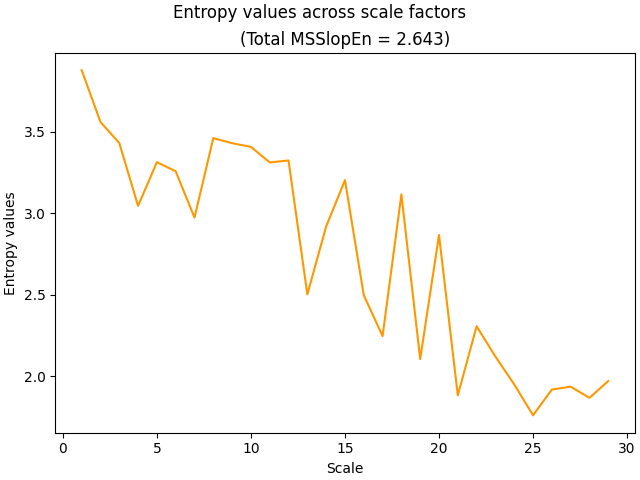 Entropy values across scale factors
(Total MSSlopEn = 2.643)
Entropy values
3.5
3.0
2.5
2.0
0 5 10 15 20 25 30
Scale